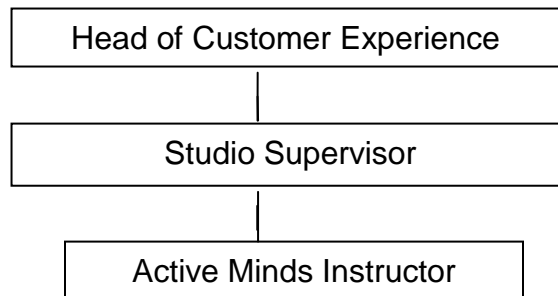 Head of Customer Experience
Studio Supervisor
Active Minds Instructor